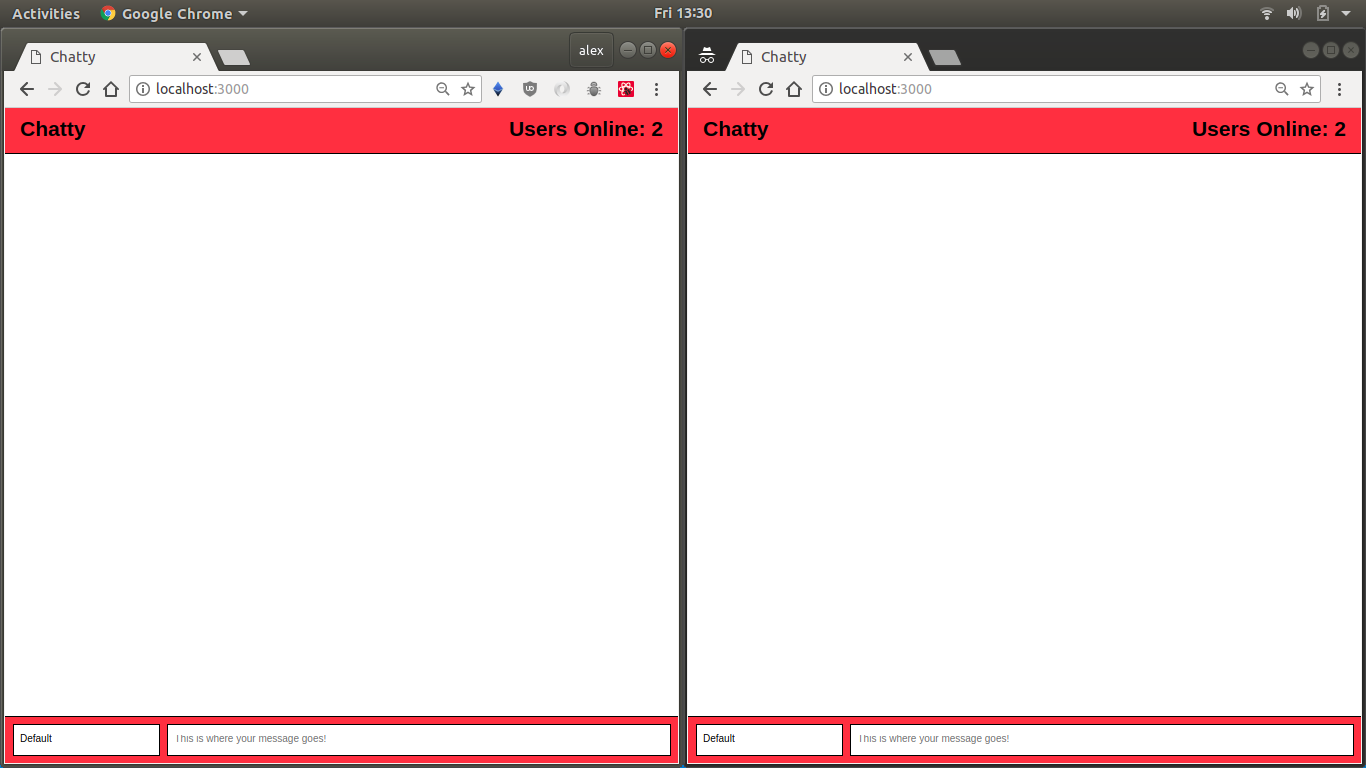 Activities Google Chrome Fri 13:30
Chatty alex
localhost:3000
Chatty Users Online: 2
Default This is where your message goes!
Chatty
localhost:3000
Chatty Users Online: 2
Default This is where your message goes!